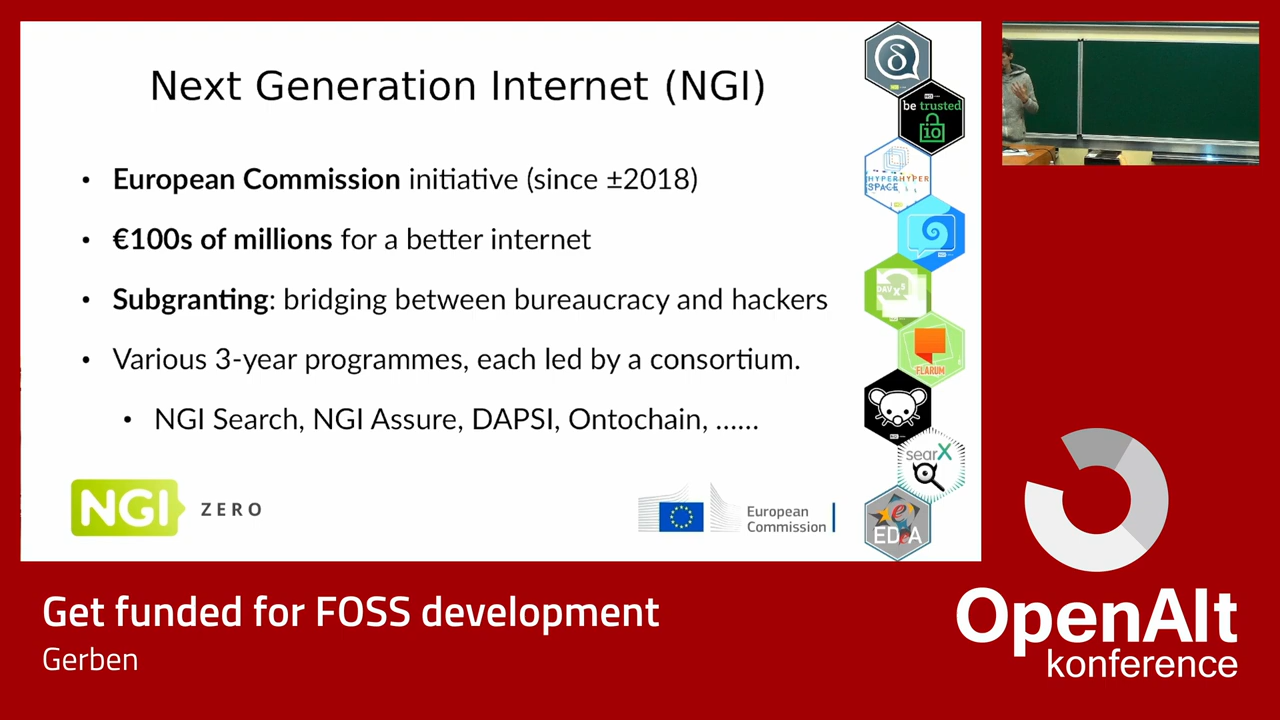 Next Generation Internet (NGI)
• European Commission initiative (since ±2018)
• €100s of millions for a better internet
• Subgranting: bridging between bureaucracy and hackers
• Various 3-year programmes, each led by a consortium.
• NGI Search, NGI Assure, DAPSI, Ontochain, ......
NGI ZERO
European
Commission
δ
be trusted
IO
HYPERHYPER
SPACE
DAVx⁵
FLARUM
searX
e
EDeA
Get funded for FOSS development
Gerben
OpenAlt
konference